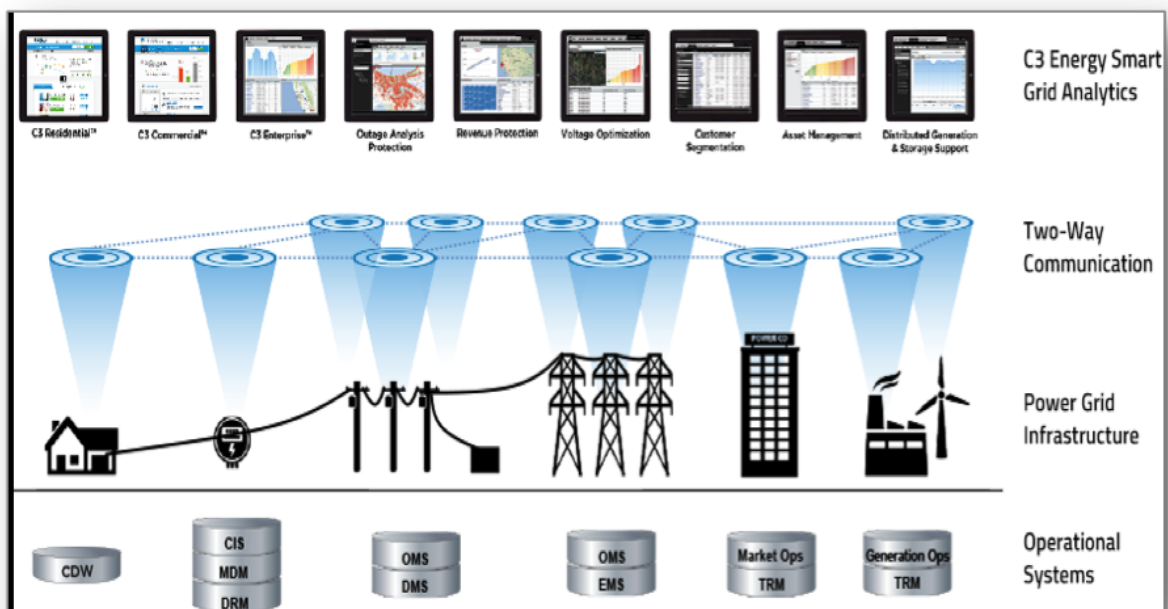 C3 Energy Smart
Grid Analytics
C3 Residential™
C3 Commercial™
C3 Enterprise™
Outage Analysis
Protection
Revenue Protection
Voltage Optimization
Customer
Segmentation
Asset Management
Distributed Generation
& Storage Support
Two-Way
Communication
POWER CO
Power Grid
Infrastructure
CDW
CIS
MDM
DRM
OMS
DMS
OMS
EMS
Market Ops
TRM
Generation Ops
TRM
Operational
Systems